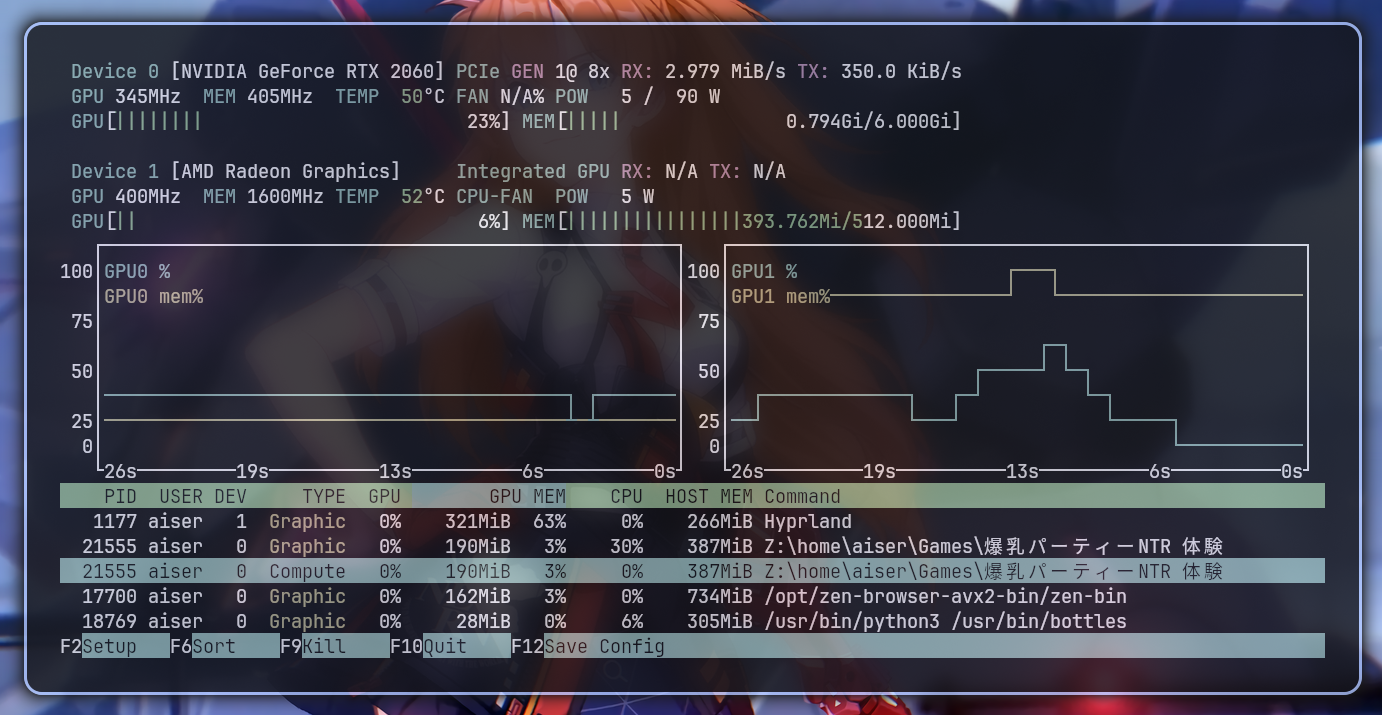 Device 0 [NVIDIA GeForce RTX 2060] PCIe GEN 1@ 8x RX: 2.979 MiB/s TX: 350.0 KiB/s
GPU 345MHz MEM 405MHz TEMP 50°C FAN N/A% POW 5 / 90 W
GPU[|||||||| 23%] MEM[||||| 0.794Gi/6.000Gi]
Device 1 [AMD Radeon Graphics] Integrated GPU RX: N/A TX: N/A
GPU 400MHz MEM 1600MHz TEMP 52°C CPU-FAN POW 5 W
GPU[|| 6%] MEM[||||||||||||||||393.762Mi/512.000Mi]
100 GPU0 %
GPU0 mem%
75
50
25
0
26s 19s 13s 6s 0s
100 GPU1 %
GPU1 mem%
75
50
25
0
26s 19s 13s 6s 0s
PID USER DEV TYPE GPU GPU MEM CPU HOST MEM Command
1177 aiser 1 Graphic 0% 321MiB 63% 0% 266MiB Hyprland
21555 aiser 0 Graphic 0% 190MiB 3% 30% 387MiB Z:\home\aiser\Games\爆乳パーティーNTR 体験
21555 aiser 0 Compute 0% 190MiB 3% 0% 387MiB Z:\home\aiser\Games\爆乳パーティーNTR 体験
17700 aiser 0 Graphic 0% 162MiB 3% 0% 734MiB /opt/zen-browser-avx2-bin/zen-bin
18769 aiser 0 Graphic 0% 28MiB 0% 6% 305MiB /usr/bin/python3 /usr/bin/bottles
F2Setup F6Sort F9Kill F10Quit F12Save Config